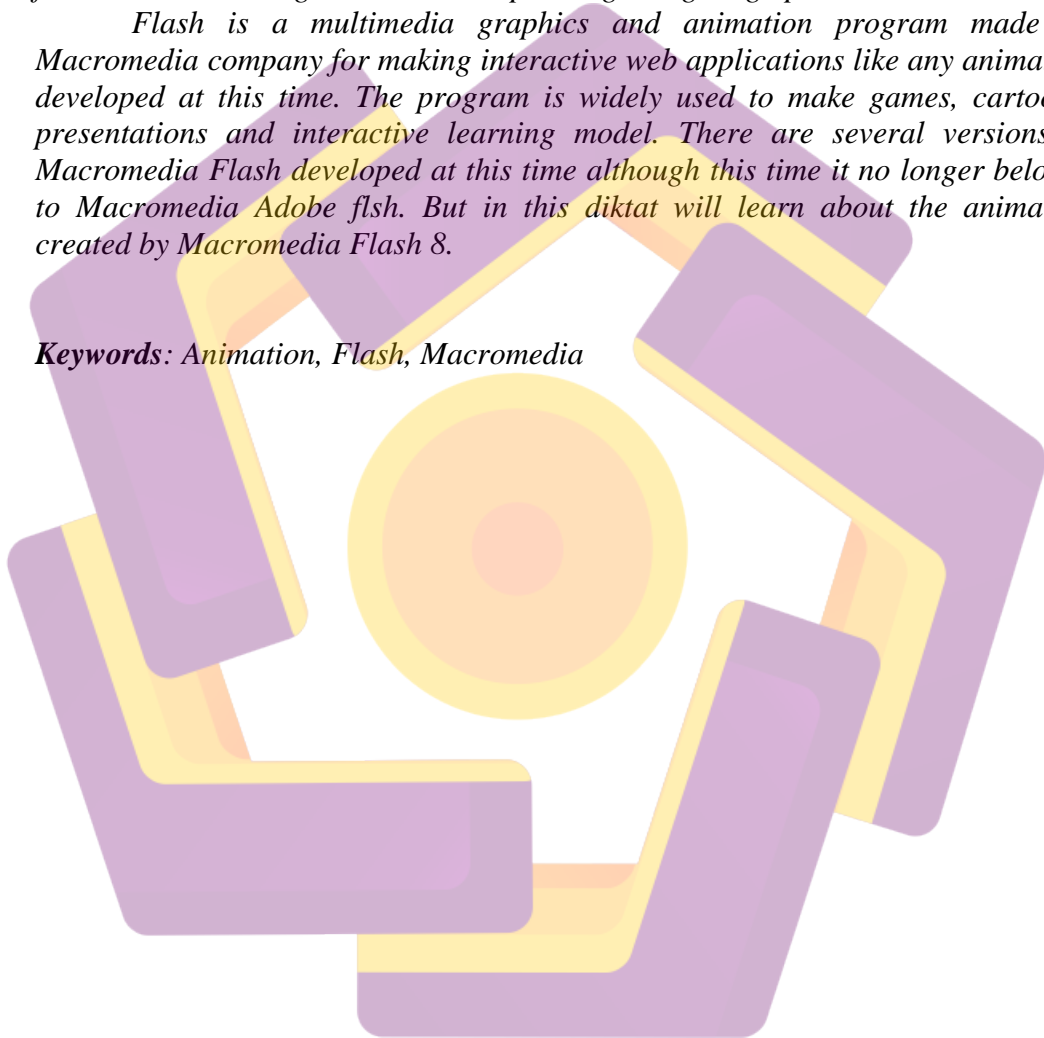 Flash is a multimedia graphics and animation program made
Macromedia company for making interactive web applications like any anima
developed at this time. The program is widely used to make games, cartoo
presentations and interactive learning model. There are several versions
Macromedia Flash developed at this time although this time it no longer belo
to Macromedia Adobe flsh. But in this diktat will learn about the anima
created by Macromedia Flash 8.
Keywords: Animation, Flash, Macromedia